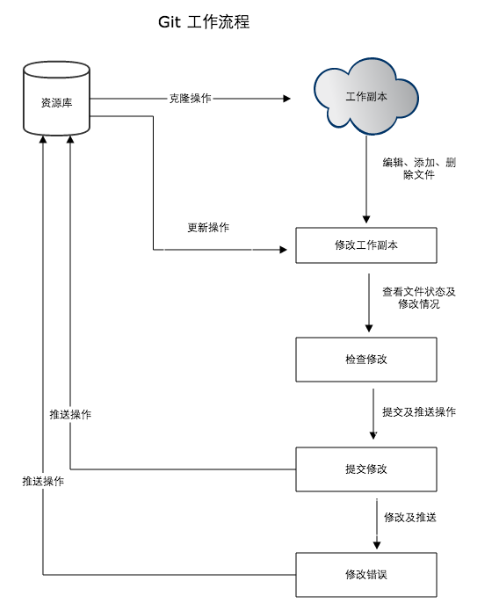 Git 工作流程
资源库
克隆操作
工作副本
编辑、添加、删
除文件
更新操作
修改工作副本
查看文件状态及
修改情况
检查修改
推送操作
提交及推送操作
提交修改
推送操作
修改及推送
修改错误